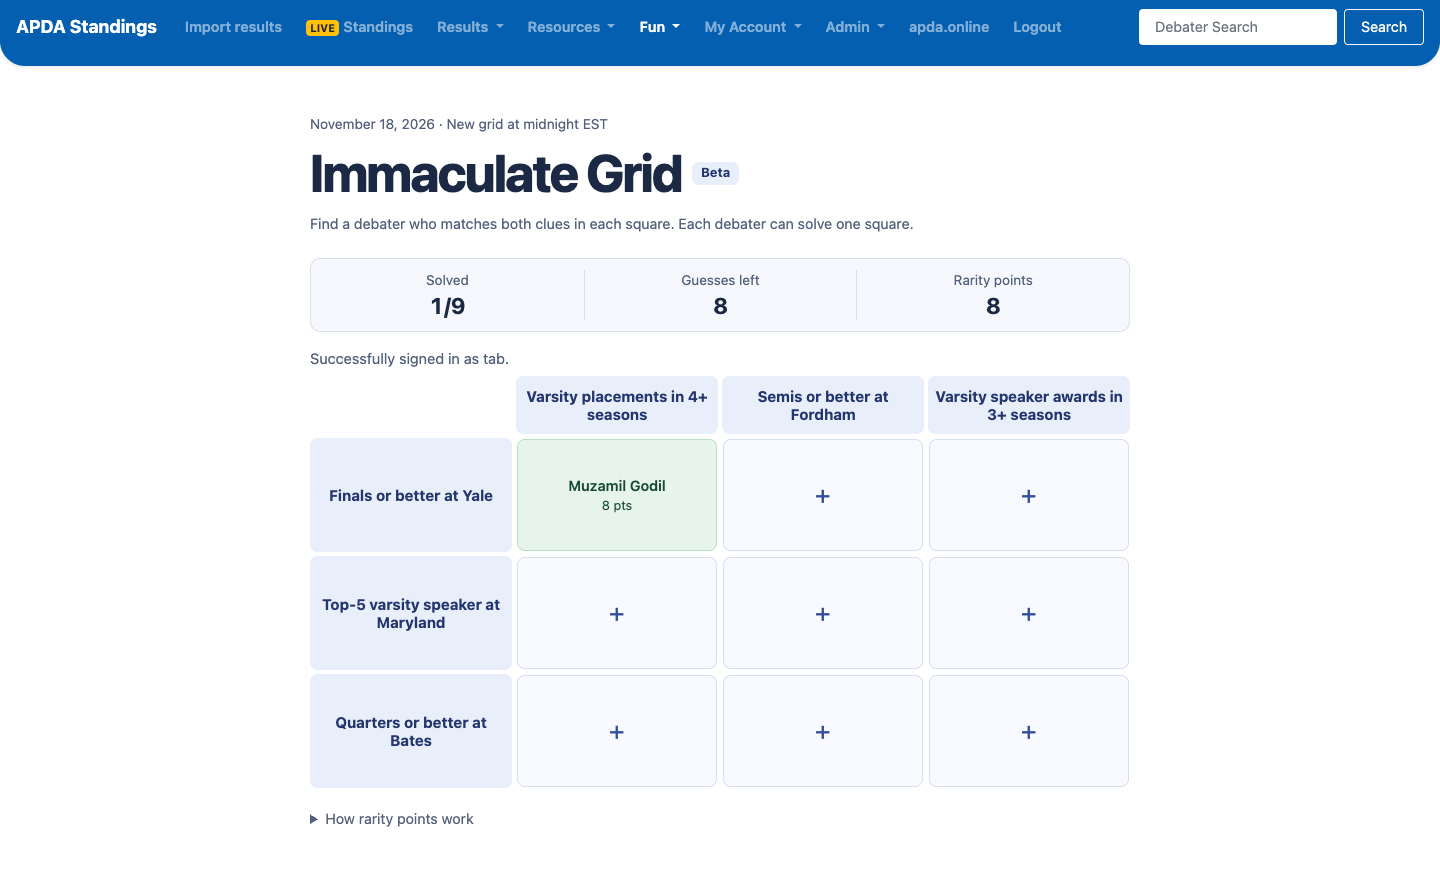 APDA Standings
Import results
LIVE Standings
Results
Resources
Fun
My Account
Admin
apda.online
Logout
Debater Search
Search
November 18, 2026 · New grid at midnight EST
Immaculate Grid
Beta
Find a debater who matches both clues in each square. Each debater can solve one square.
Solved
1/9
Guesses left
8
Rarity points
8
Successfully signed in as tab.
Varsity placements in 4+
seasons
Semis or better at
Fordham
Varsity speaker awards in
3+ seasons
Finals or better at Yale
Muzamil Godil
8 pts
+
+
Top-5 varsity speaker at
Maryland
+
+
+
Quarters or better at
Bates
+
+
+
How rarity points work